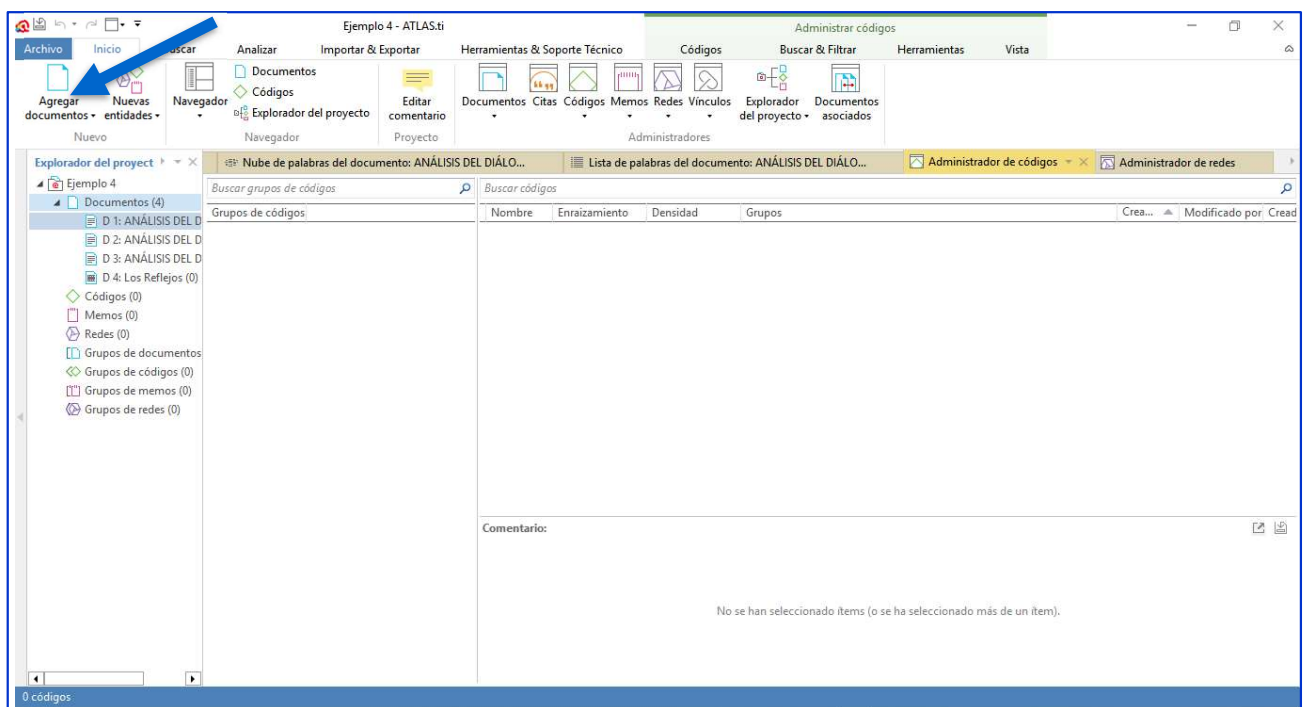 Ejemplo 4 - ATLAS.ti
Administrar códigos
Archivo Inicio uscar Analizar Importar & Exportar Herramientas & Soporte Técnico Códigos Buscar & Filtrar Herramientas Vista
Agregar documentos
Nuevas entidades
Navegador
Documentos
Códigos
Explorador del proyecto
Editar comentario
Documentos Citas Códigos Memos Redes Vínculos
Explorador del proyecto
Documentos asociados
Nuevo Navegador Proyecto Administradores
Explorador del proyect
Nube de palabras del documento: ANÁLISIS DEL DIÁLO...
Lista de palabras del documento: ANÁLISIS DEL DIÁLO...
Administrador de códigos
Administrador de redes
Ejemplo 4
Documentos (4)
D 1: ANÁLISIS DEL D
D 2: ANÁLISIS DEL D
D 3: ANÁLISIS DEL D
D 4: Los Reflejos (0)
Códigos (0)
Memos (0)
Redes (0)
Grupos de documentos
Grupos de códigos (0)
Grupos de memos (0)
Grupos de redes (0)
Buscar grupos de códigos
Grupos de códigos
Buscar códigos
Nombre Enraizamiento Densidad Grupos Crea... Modificado por Cread
Comentario:
No se han seleccionado ítems (o se ha seleccionado más de un ítem).
0 códigos